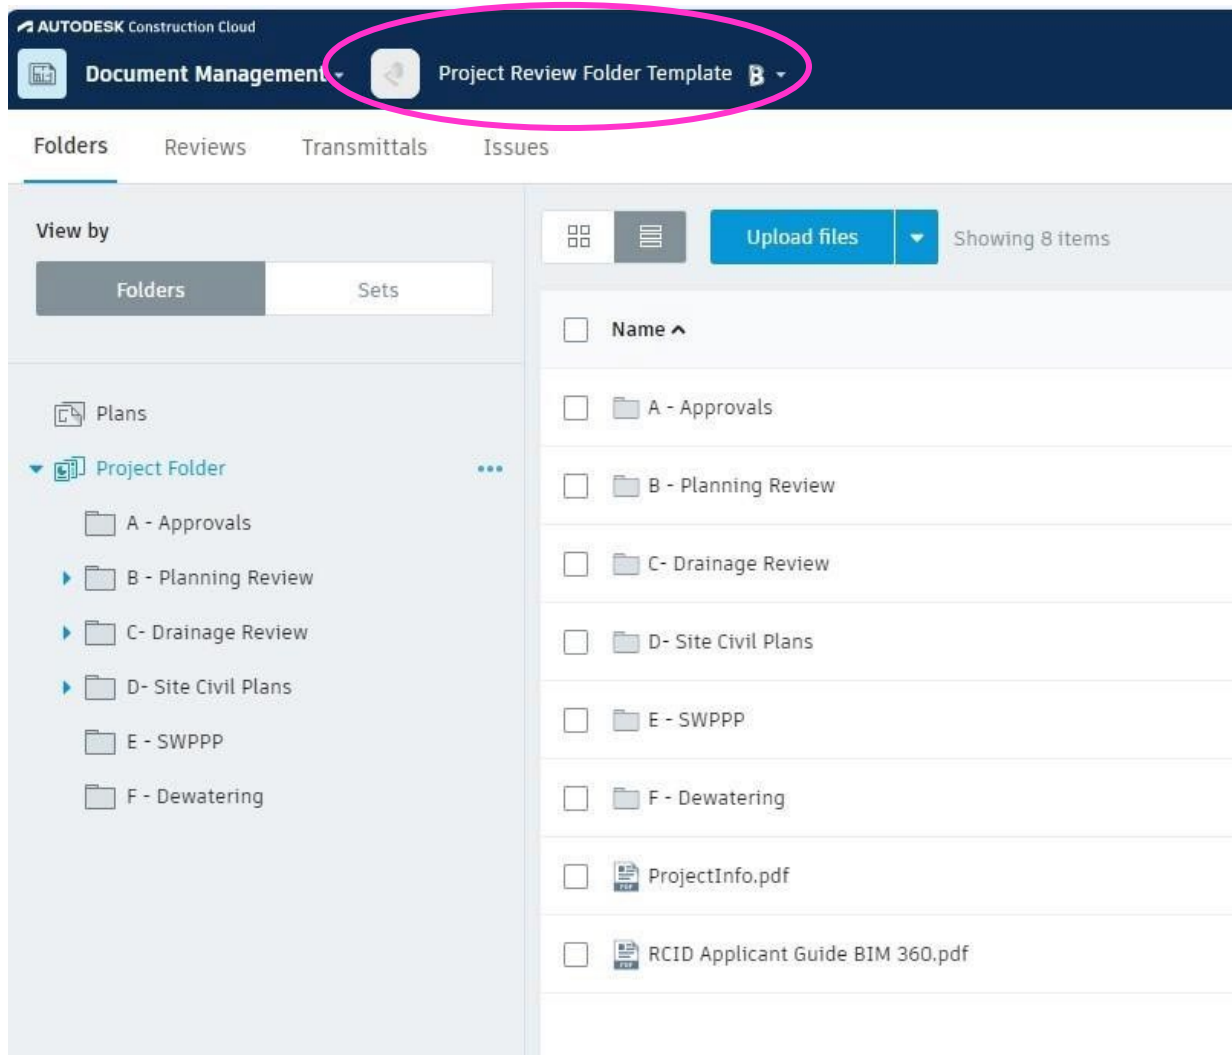 AUTODESK Construction Cloud
Document Management
Project Review Folder Template B
Folders Reviews Transmittals Issues
View by
Folders Sets
Plans
Project Folder
A - Approvals
B - Planning Review
C- Drainage Review
D- Site Civil Plans
E - SWPPP
F - Dewatering
Upload files Showing 8 items
Name
A - Approvals
B - Planning Review
C- Drainage Review
D- Site Civil Plans
E - SWPPP
F - Dewatering
PDF ProjectInfo.pdf
PDF RCID Applicant Guide BIM 360.pdf